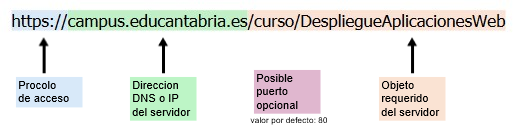 https://campus.educantabria.es/curso/DespliegueAplicacionesWeb
Procolo
de acceso
Direccion
DNS o IP
del servidor
Posible
puerto
opcional
valor por defecto: 80
Objeto
requerido
del servidor